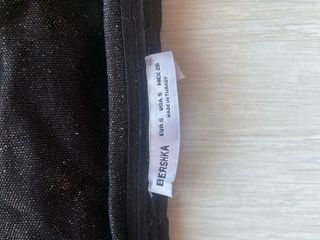 BERSHKA
EUR S USA S MEX 26
MADE IN TURKEY